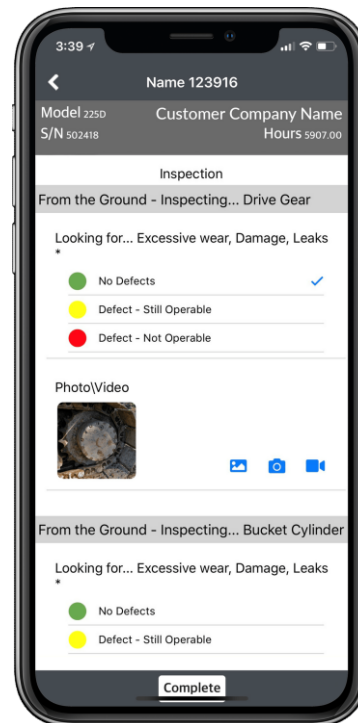 3:39
Name 123916
Model 225D Customer Company Name
S/N 502418 Hours 5907.00
Inspection
From the Ground - Inspecting... Drive Gear
Looking for... Excessive wear, Damage, Leaks
*
No Defects
Defect - Still Operable
Defect - Not Operable
Photo\Video
From the Ground - Inspecting... Bucket Cylinder
Looking for... Excessive wear, Damage, Leaks
*
No Defects
Defect - Still Operable
Complete